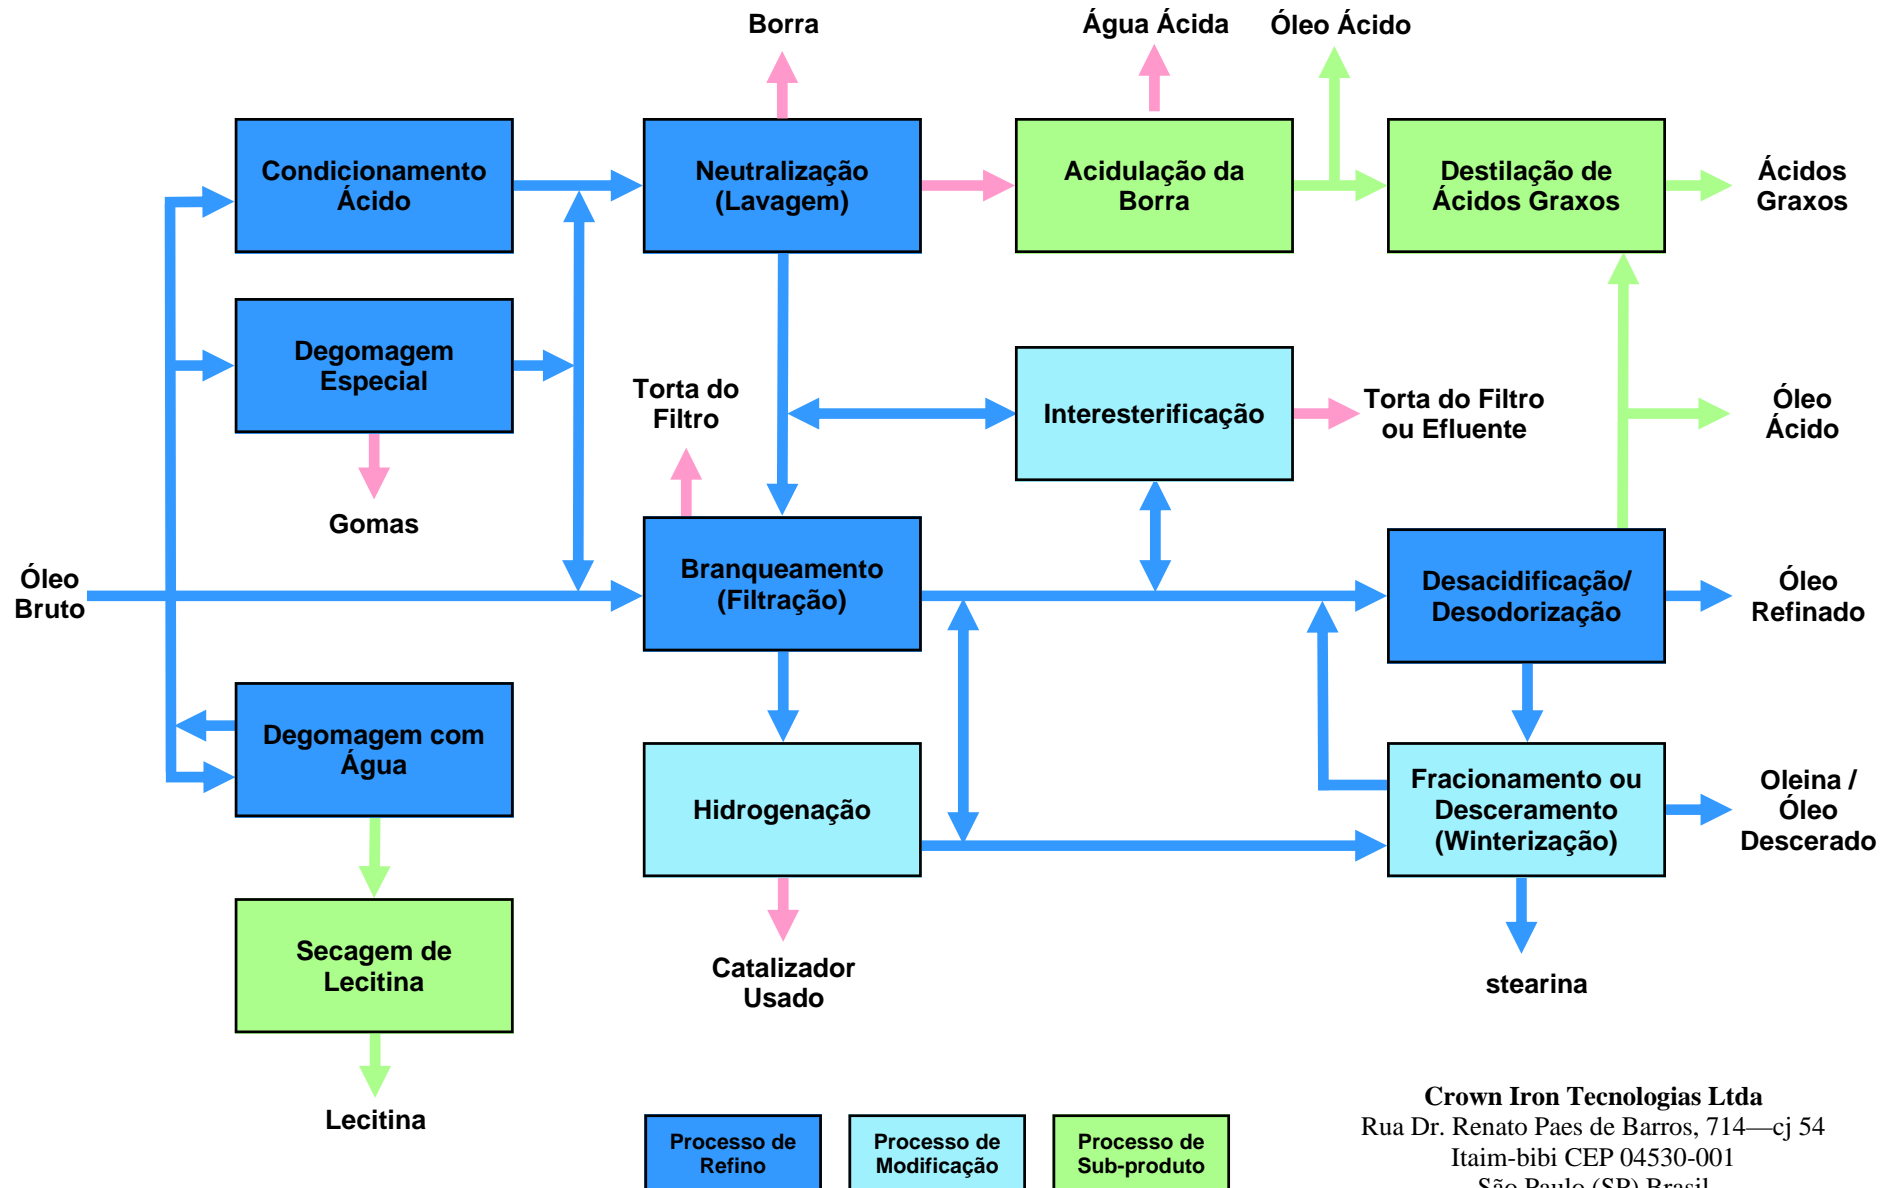 Borra
Água Ácida
Óleo Ácido
Condicionamento
Ácido
Neutralização
(Lavagem)
Acidulação da
Borra
Destilação de
Ácidos Graxos
Ácidos
Graxos
Degomagem
Especial
Torta do
Filtro
Interesterificação
Torta do Filtro
ou Efluente
Óleo
Ácido
Gomas
Óleo
Bruto
Branqueamento
(Filtração)
Desacidificação/
Desodorização
Óleo
Refinado
Degomagem com
Água
Hidrogenação
Fracionamento ou
Desceramento
(Winterização)
Oleina /
Óleo
Descerado
Secagem de
Lecitina
Catalizador
Usado
stearina
Lecitina
Processo de
Refino
Processo de
Modificação
Processo de
Sub-produto
Crown Iron Tecnologias Ltda
Rua Dr. Renato Paes de Barros, 714—cj 54
Itaim-bibi CEP 04530-001
São Paulo (SP) Brasil